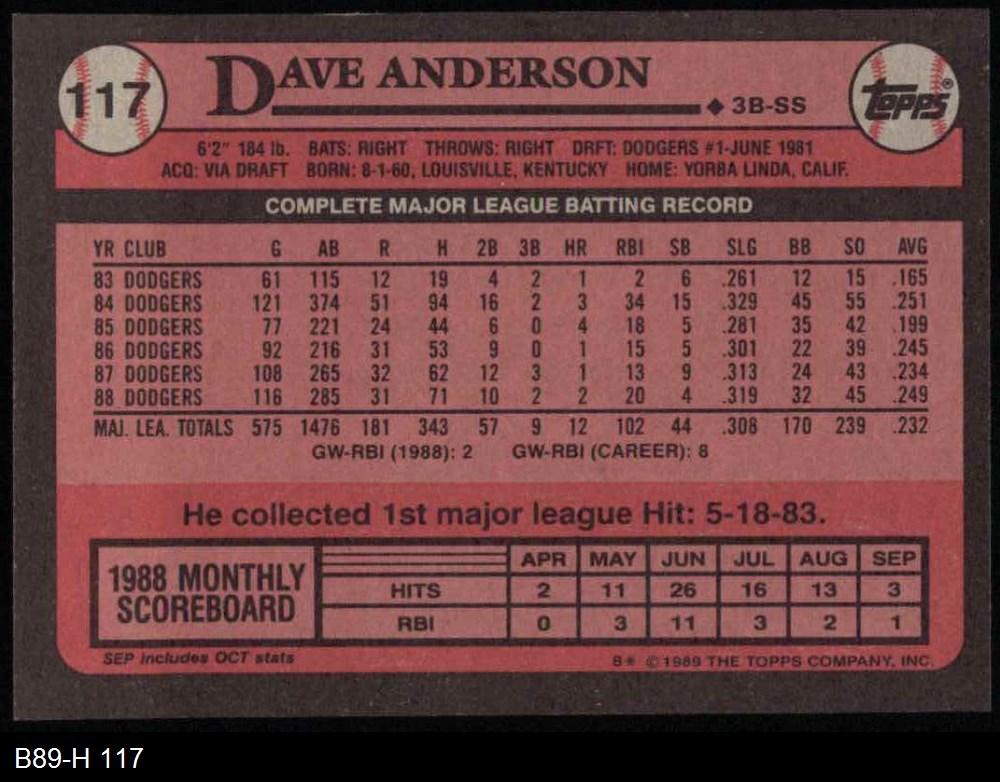 117
DAVE ANDERSON
◆ 3B-SS
topps®
6'2" 184 lb. BATS: RIGHT THROWS: RIGHT DRFT: DODGERS #1-JUNE 1981
ACQ: VIA DRAFT BORN: 8-1-60, LOUISVILLE, KENTUCKY HOME: YORBA LINDA, CALIF.
COMPLETE MAJOR LEAGUE BATTING RECORD
YR CLUB G AB R H 2B 3B HR RBI SB SLG BB SO AVG
83 DODGERS 61 115 12 19 4 2 1 2 6 .261 12 15 .165
84 DODGERS 121 374 51 94 16 2 3 34 15 .329 45 55 .251
85 DODGERS 77 221 24 44 6 0 4 18 5 .281 35 42 .199
86 DODGERS 92 216 31 53 9 0 1 15 5 .301 22 39 .245
87 DODGERS 108 265 32 62 12 3 1 13 9 .313 24 43 .234
88 DODGERS 116 285 31 71 10 2 2 20 4 .319 32 45 .249
MAJ. LEA. TOTALS 575 1476 181 343 57 9 12 102 44 .308 170 239 .232
GW-RBI (1988): 2 GW-RBI (CAREER): 8
He collected 1st major league Hit: 5-18-83.
1988 MONTHLY
SCOREBOARD
APR MAY JUN JUL AUG SEP
HITS 2 11 26 16 13 3
RBI 0 3 11 3 2 1
SEP includes OCT stats
B* © 1989 THE TOPPS COMPANY, INC.
B89-H 117